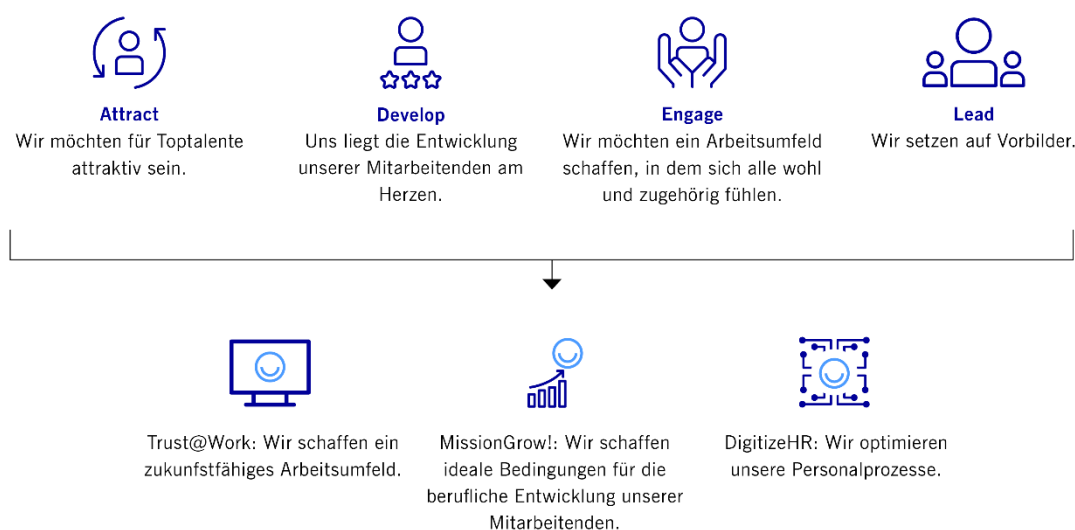 Attract
Wir möchten für Toptalente
attraktiv sein.
Develop
Uns liegt die Entwicklung
unserer Mitarbeitenden am
Herzen.
Engage
Wir möchten ein Arbeitsumfeld
schaffen, in dem sich alle wohl
und zugehörig fühlen.
Lead
Wir setzen auf Vorbilder.
Trust@Work: Wir schaffen ein
zukunfstfähiges Arbeitsumfeld.
MissionGrow!: Wir schaffen
ideale Bedingungen für die
berufliche Entwicklung unserer
Mitarbeitenden.
DigitizeHR: Wir optimieren
unsere Personalprozesse.